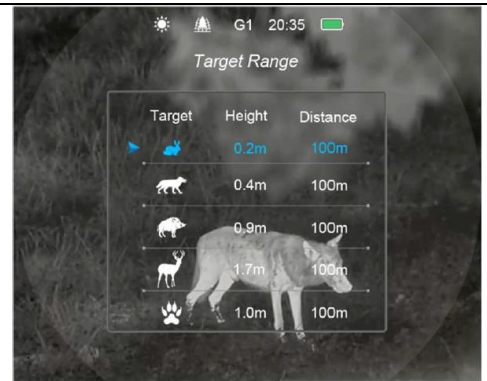 G1 20:35
Target Range
Target Height Distance
0.2m 100m
0.4m 100m
0.9m 100m
1.7m 100m
1.0m 100m